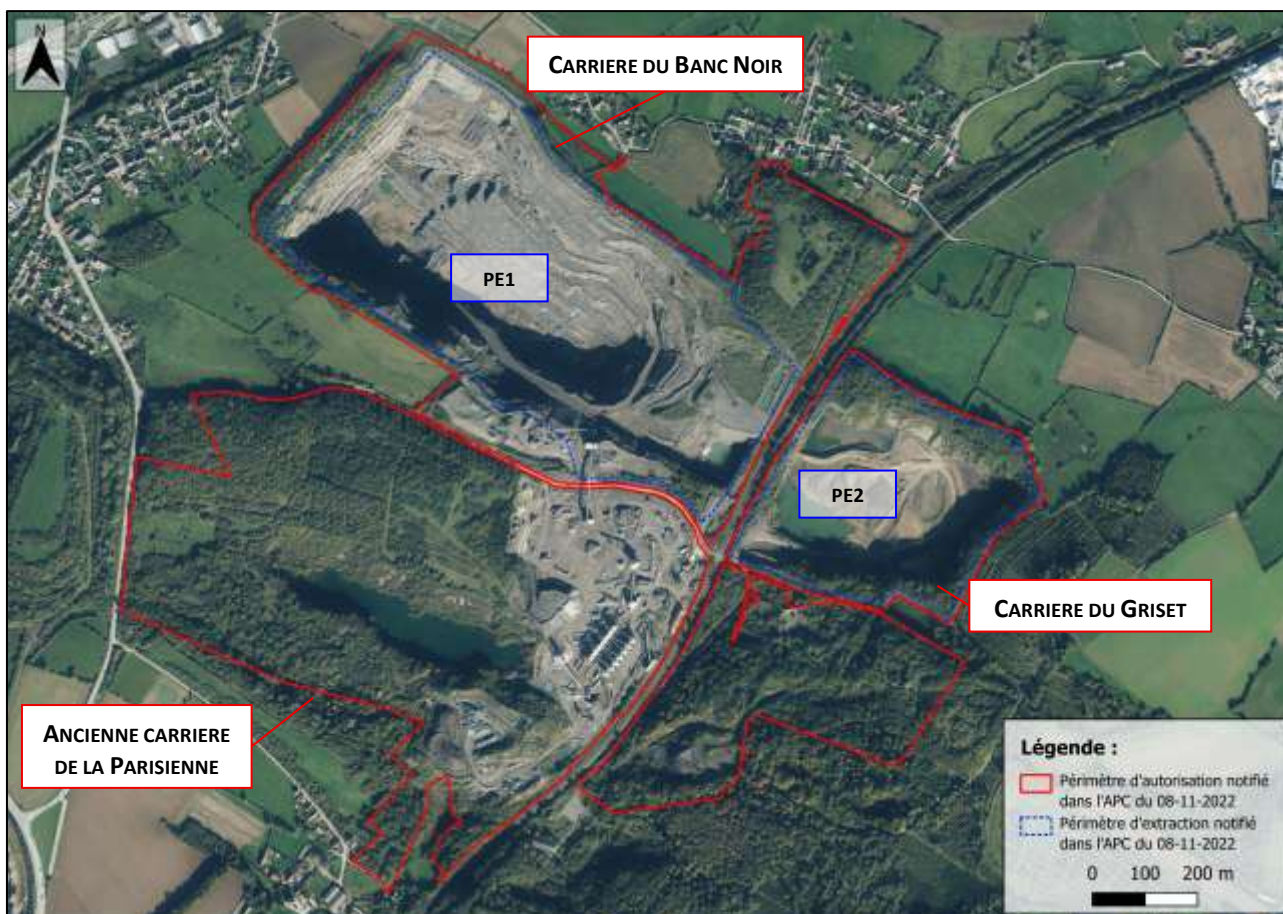 N
CARRIERE DU BANC NOIR
PE1
PE2
CARRIERE DU GRISET
ANCIENNE CARRIERE
DE LA PARISIENNE
Légende :
Périmètre d'autorisation notifié
dans l'APC du 08-11-2022
Périmètre d'extraction notifié
dans l'APC du 08-11-2022
0 100 200 m